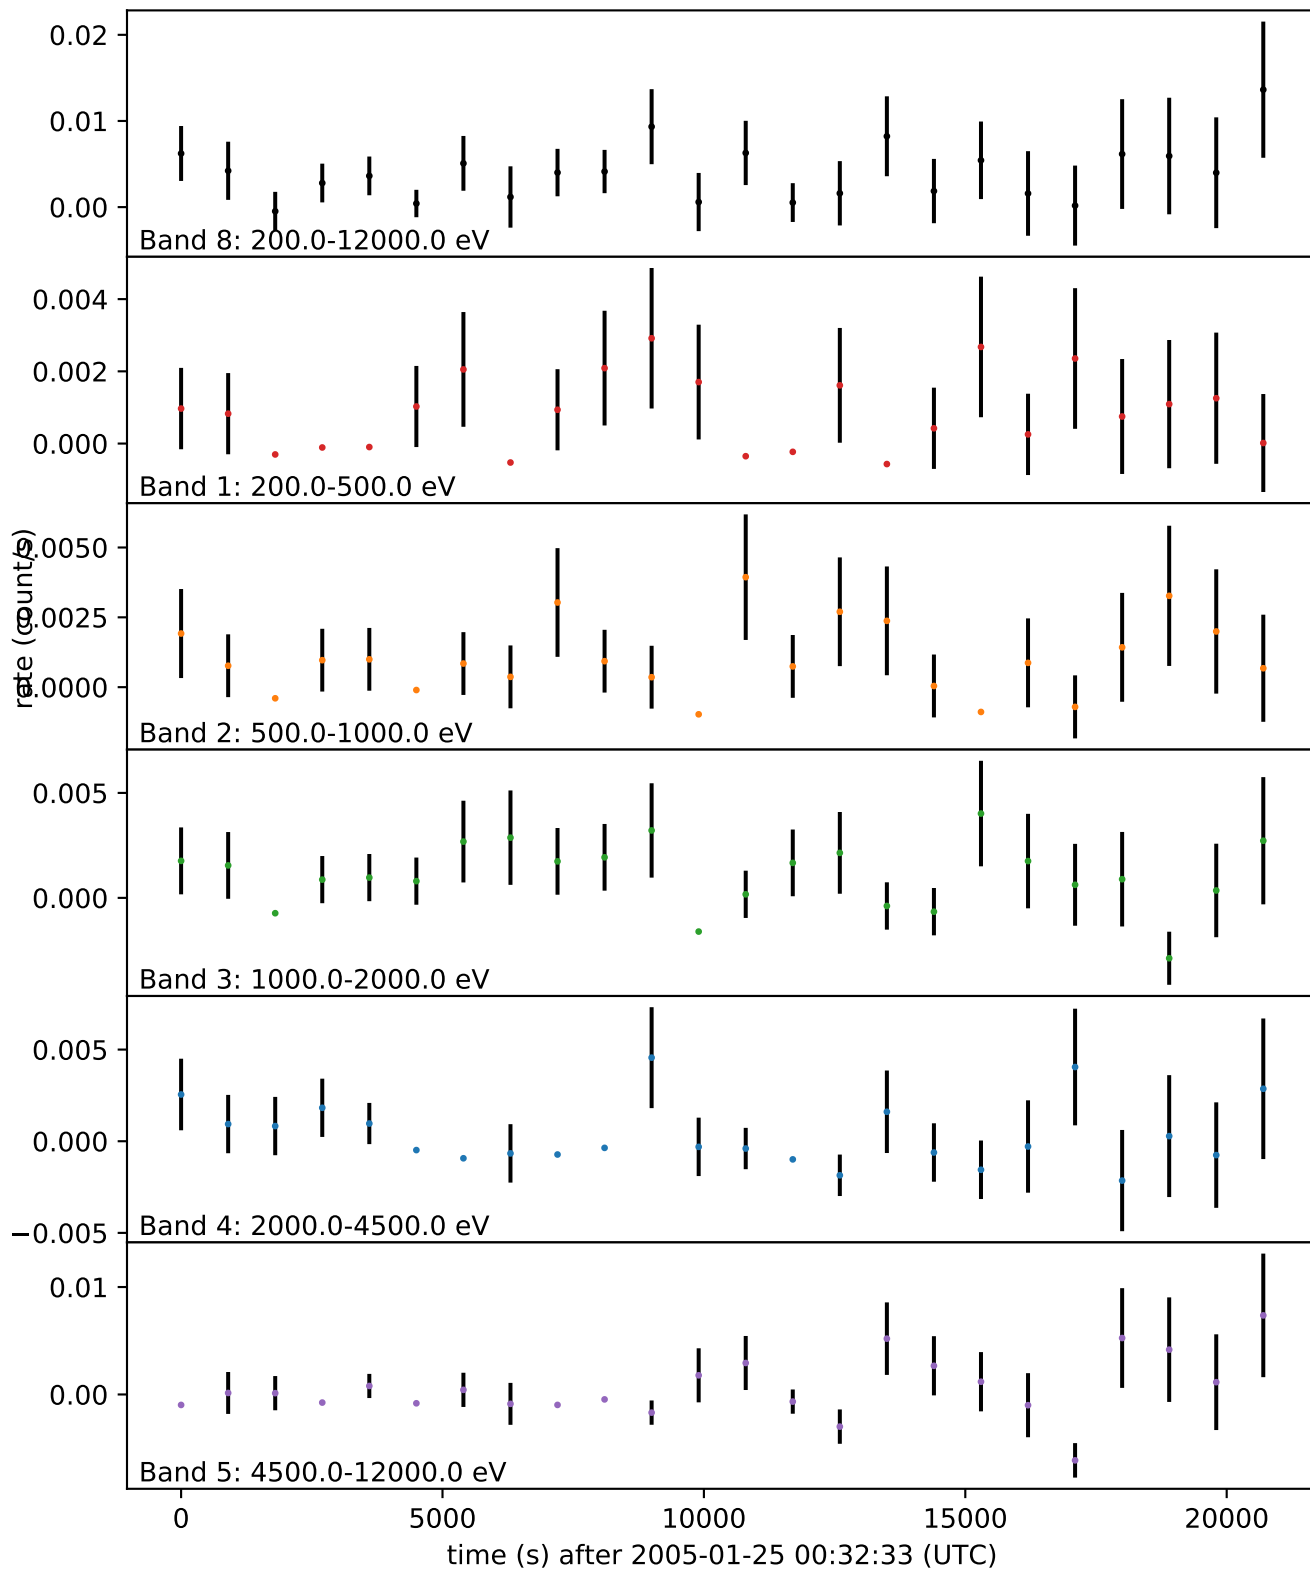 0.02
0.01
0.00
Band 8: 200.0-12000.0 eV
0.004
0.002
0.000
Band 1: 200.0-500.0 eV
rate (count/s)
0.0050
0.0025
0.0000
Band 2: 500.0-1000.0 eV
0.005
0.000
Band 3: 1000.0-2000.0 eV
0.005
0.000
−0.005
Band 4: 2000.0-4500.0 eV
0.01
0.00
Band 5: 4500.0-12000.0 eV
0 5000 10000 15000 20000
time (s) after 2005-01-25 00:32:33 (UTC)